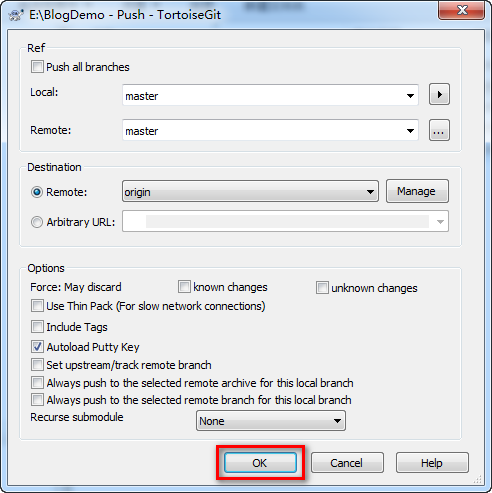 E:\BlogDemo - Push - TortoiseGit
Ref
Push all branches
Local: master
Remote: master ...
Destination
Remote: origin Manage
Arbitrary URL:
Options
Force: May discard known changes unknown changes
Use Thin Pack (For slow network connections)
Include Tags
Autoload Putty Key
Set upstream/track remote branch
Always push to the selected remote archive for this local branch
Always push to the selected remote branch for this local branch
Recurse submodule None
OK Cancel Help